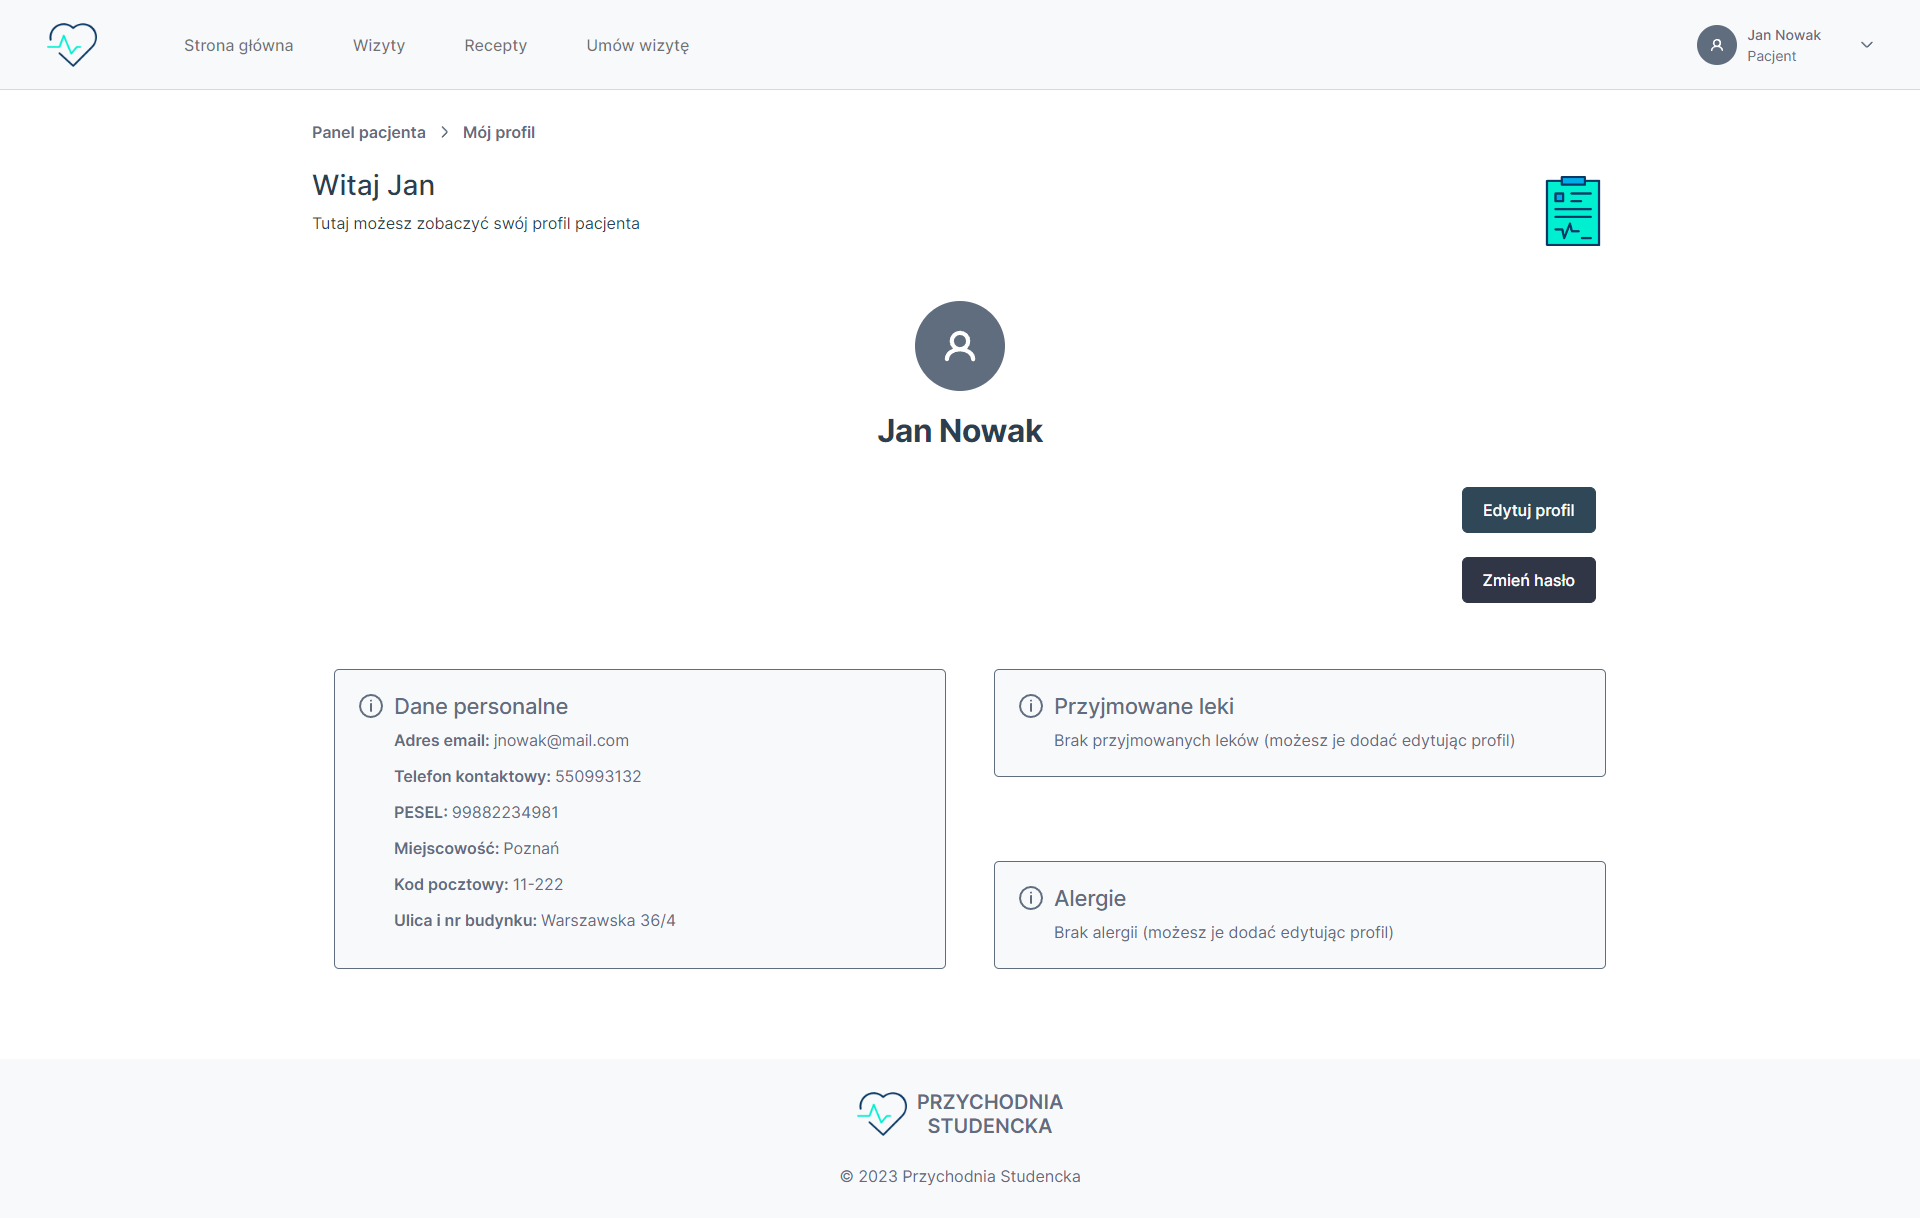 Strona główna
Wizyty
Recepty
Umów wizytę
Jan Nowak
Pacjent
Panel pacjenta
Mój profil
Witaj Jan
Tutaj możesz zobaczyć swój profil pacjenta
Jan Nowak
Edytuj profil
Zmień hasło
Dane personalne
Adres email: jnowak@mail.com
Telefon kontaktowy: 550993132
PESEL: 99882234981
Miejscowość: Poznań
Kod pocztowy: 11-222
Ulica i nr budynku: Warszawska 36/4
Przyjmowane leki
Brak przyjmowanych leków (możesz je dodać edytując profil)
Alergie
Brak alergii (możesz je dodać edytując profil)
PRZYCHODNIA
STUDENCKA
© 2023 Przychodnia Studencka